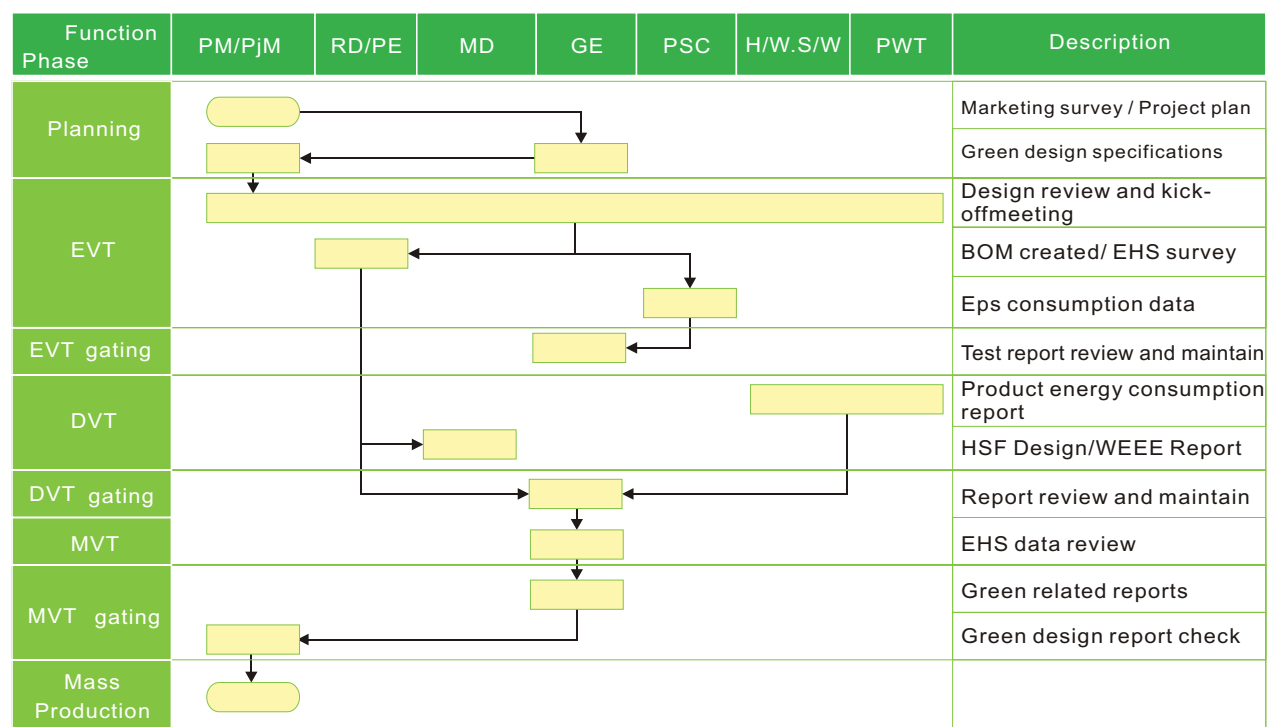 Function
Phase
PM/PjM
RD/PE
MD
GE
PSC
H/W.S/W
PWT
Description
Planning
Marketing survey / Project plan
Green design specifications
EVT
Design review and kick-
offmeeting
BOM created/ EHS survey
Eps consumption data
EVT gating
Test report review and maintain
DVT
Product energy consumption
report
HSF Design/WEEE Report
DVT gating
Report review and maintain
MVT
EHS data review
MVT gating
Green related reports
Green design report check
Mass
Production